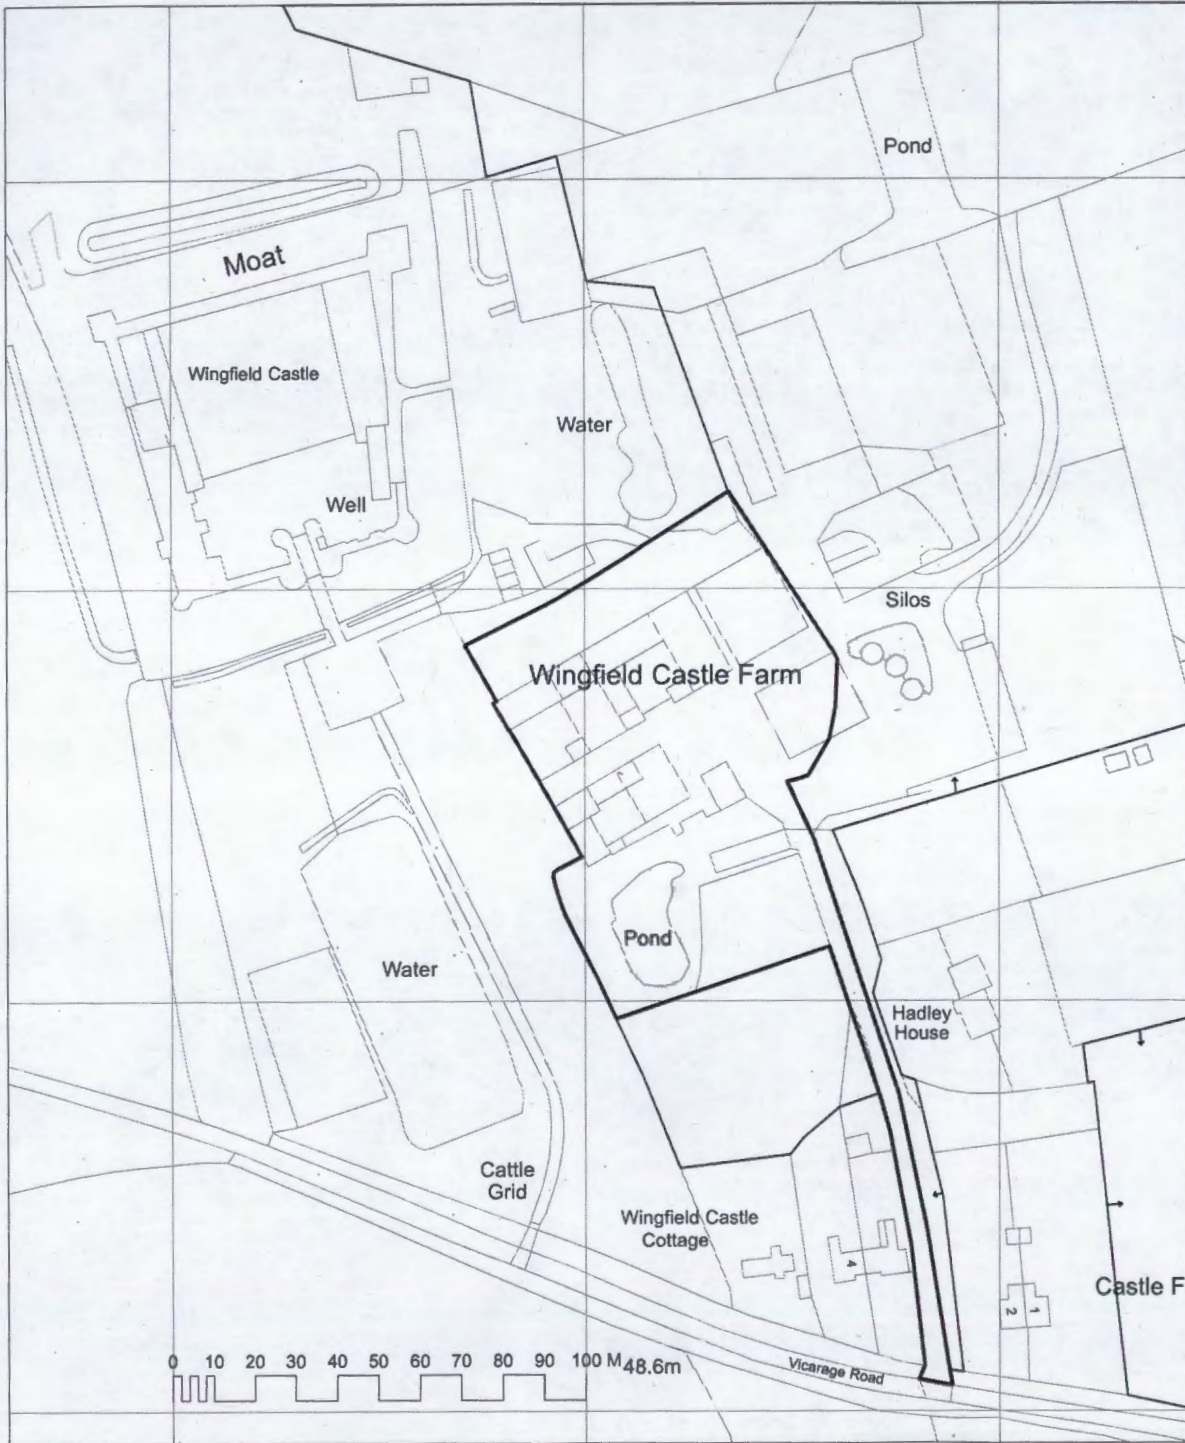 Pond
Moat
Wingfield Castle
Water
Well
Silos
Wingfield Castle Farm
Pond
Water
Hadley
House
Cattle
Grid
Wingfield Castle
Cottage
4
1
2
Castle F
0 10 20 30 40 50 60 70 80 90 100 M
48.6m
Vicarage Road